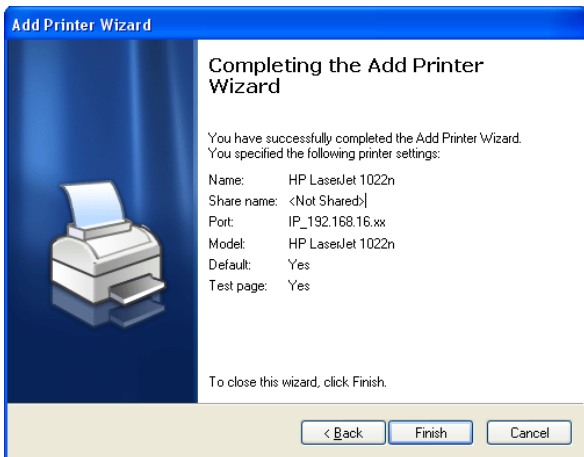 Add Printer Wizard
Completing the Add Printer
Wizard
You have successfully completed the Add Printer Wizard.
You specified the following printer settings:
Name: HP LaserJet 1022n
Share name: <Not Shared>
Port: IP_192.168.16.xx
Model: HP LaserJet 1022n
Default: Yes
Test page: Yes
To close this wizard, click Finish.
< Back Finish Cancel